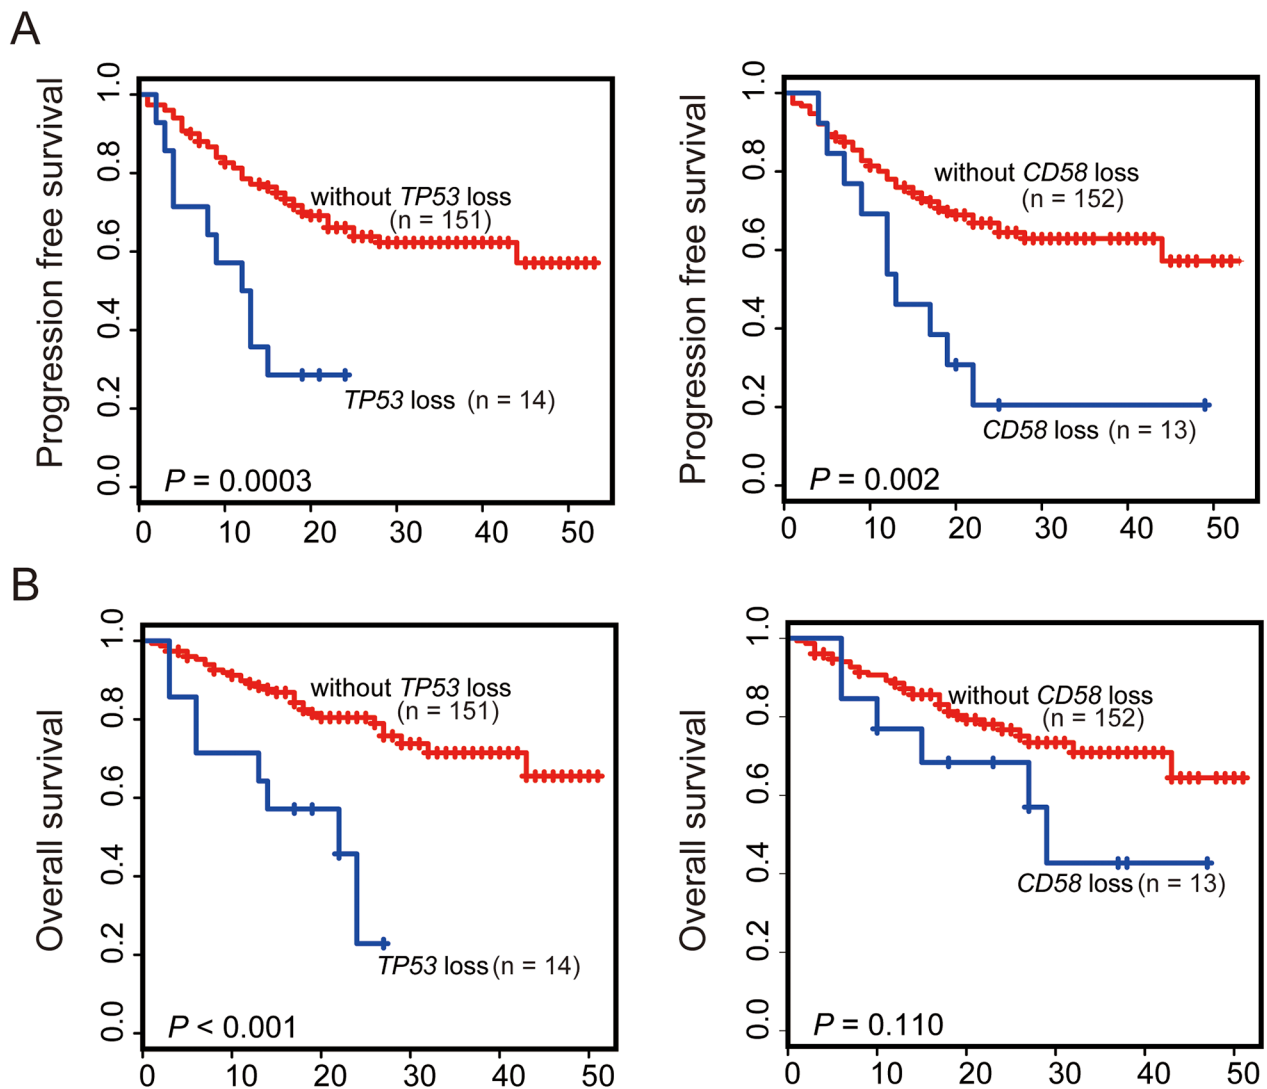 A
Progression free survival
1.0
0.8
0.6
0.4
0.2
0.0
without TP53 loss
(n = 151)
TP53 loss (n = 14)
P = 0.0003
0 10 20 30 40 50
Progression free survival
1.0
0.8
0.6
0.4
0.2
0.0
without CD58 loss
(n = 152)
CD58 loss (n = 13)
P = 0.002
0 10 20 30 40 50
B
Overall survival
1.0
0.8
0.6
0.4
0.2
0.0
without TP53 loss
(n = 151)
TP53 loss (n = 14)
P < 0.001
0 10 20 30 40 50
Overall survival
1.0
0.8
0.6
0.4
0.2
0.0
without CD58 loss
(n = 152)
CD58 loss (n = 13)
P = 0.110
0 10 20 30 40 50